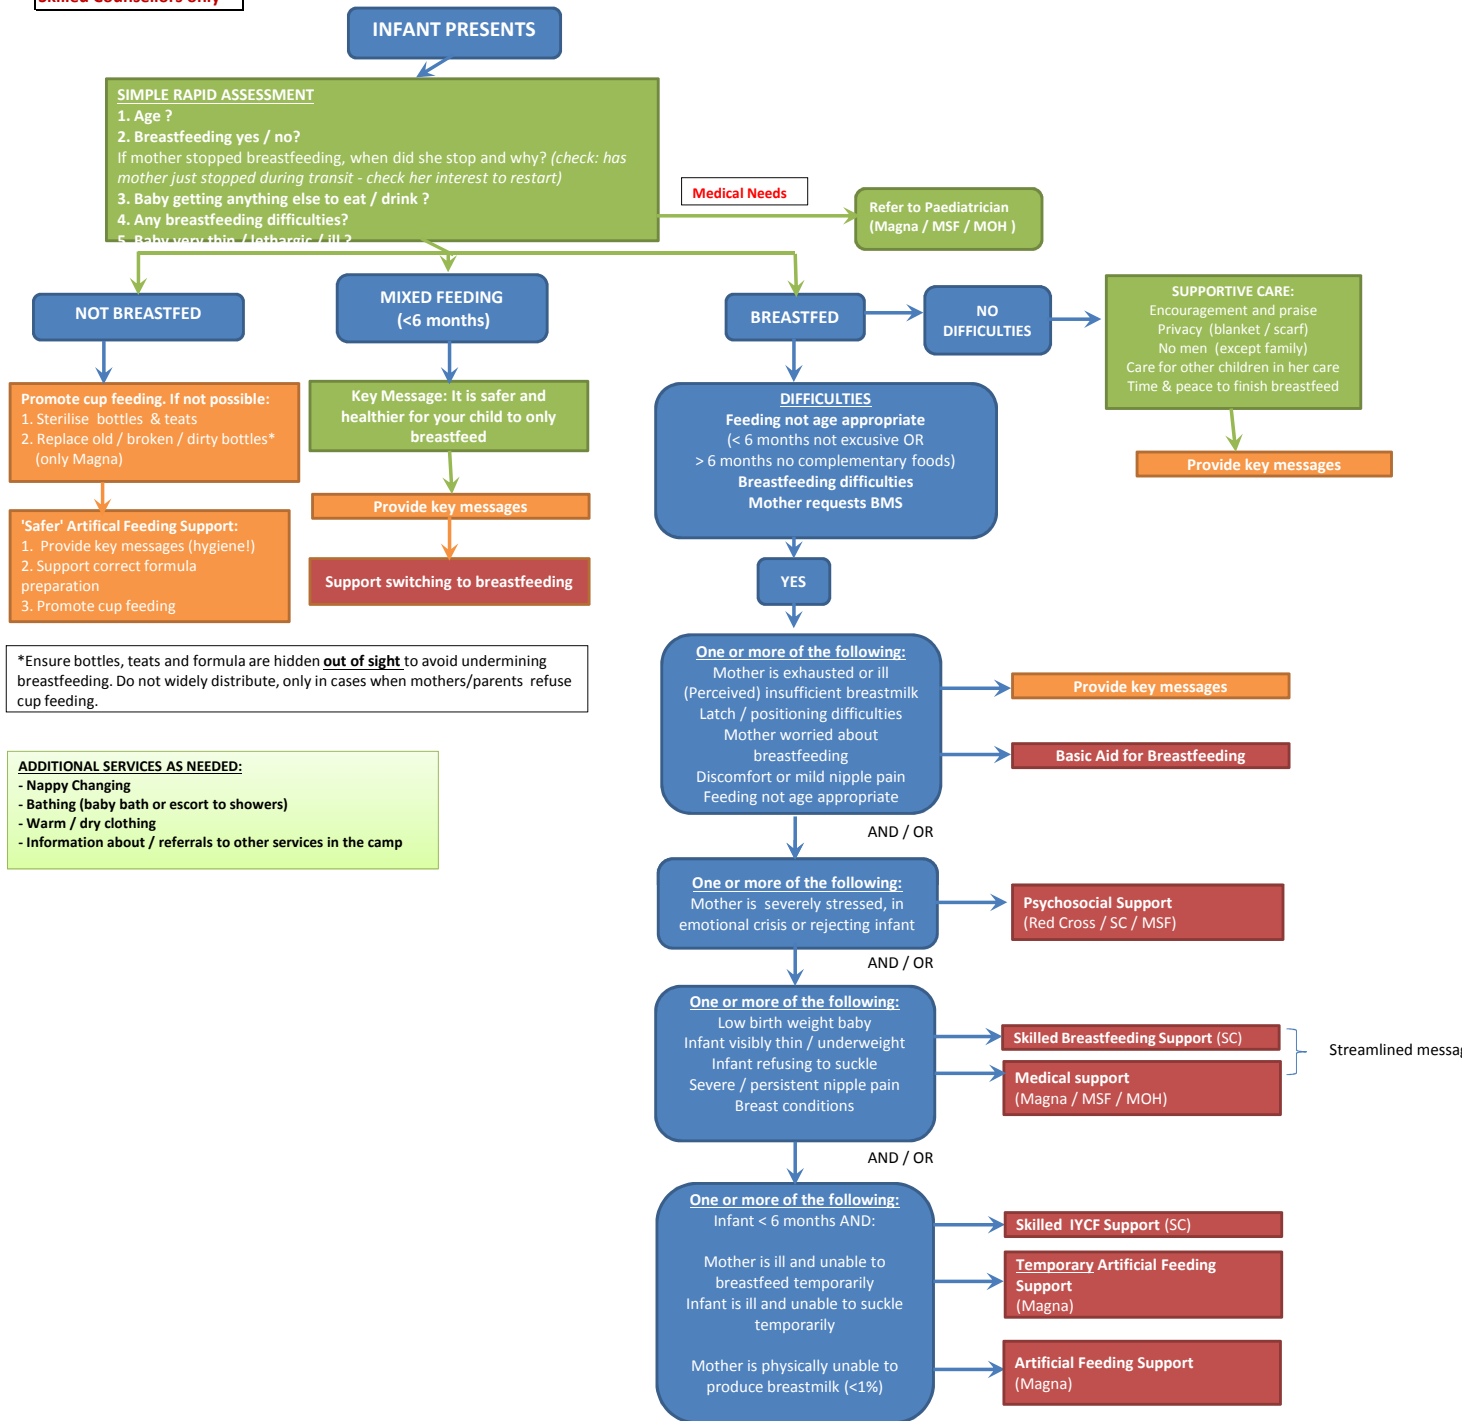 Skilled Counsellors only
INFANT PRESENTS
SIMPLE RAPID ASSESSMENT
1. Age ?
2. Breastfeeding yes / no?
If mother stopped breastfeeding, when did she stop and why? (check: has
mother just stopped during transit - check her interest to restart)
3. Baby getting anything else to eat / drink ?
4. Any breastfeeding difficulties?
5. Baby very thin / lethargic / ill ?
Medical Needs
Refer to Paediatrician
(Magna / MSF / MOH )
NOT BREASTFED
MIXED FEEDING
(<6 months)
BREASTFED
NO
DIFFICULTIES
SUPPORTIVE CARE:
Encouragement and praise
Privacy (blanket / scarf)
No men (except family)
Care for other children in her care
Time & peace to finish breastfeed
Provide key messages
Promote cup feeding. If not possible:
1. Sterilise bottles & teats
2. Replace old / broken / dirty bottles*
(only Magna)
'Safer' Artifical Feeding Support:
1. Provide key messages (hygiene!)
2. Support correct formula
preparation
3. Promote cup feeding
Key Message: It is safer and
healthier for your child to only
breastfeed
Provide key messages
Support switching to breastfeeding
DIFFICULTIES
Feeding not age appropriate
(< 6 months not excusive OR
> 6 months no complementary foods)
Breastfeeding difficulties
Mother requests BMS
YES
*Ensure bottles, teats and formula are hidden out of sight to avoid undermining
breastfeeding. Do not widely distribute, only in cases when mothers/parents refuse
cup feeding.
ADDITIONAL SERVICES AS NEEDED:
- Nappy Changing
- Bathing (baby bath or escort to showers)
- Warm / dry clothing
- Information about / referrals to other services in the camp
One or more of the following:
Mother is exhausted or ill
(Perceived) insufficient breastmilk
Latch / positioning difficulties
Mother worried about
breastfeeding
Discomfort or mild nipple pain
Feeding not age appropriate
Provide key messages
Basic Aid for Breastfeeding
AND / OR
One or more of the following:
Mother is severely stressed, in
emotional crisis or rejecting infant
Psychosocial Support
(Red Cross / SC / MSF)
AND / OR
One or more of the following:
Low birth weight baby
Infant visibly thin / underweight
Infant refusing to suckle
Severe / persistent nipple pain
Breast conditions
Skilled Breastfeeding Support (SC)
Medical support
(Magna / MSF / MOH)
Streamlined
AND / OR
One or more of the following:
Infant < 6 months AND:
Mother is ill and unable to
breastfeed temporarily
Infant is ill and unable to suckle
temporarily
Mother is physically unable to
produce breastmilk (<1%)
Skilled IYCF Support (SC)
Temporary Artificial Feeding
Support
(Magna)
Artificial Feeding Support
(Magna)